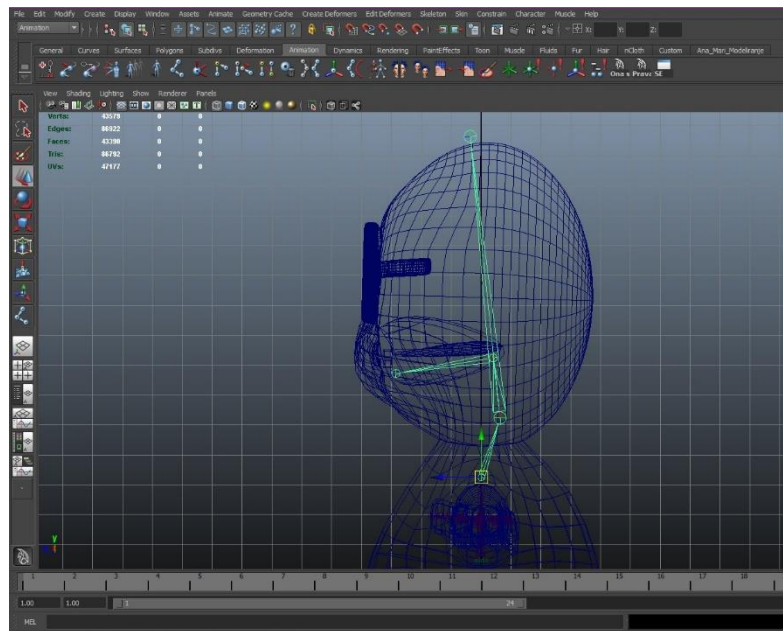 File Edit Modify Create Display Window Assets Animate Geometry Cache Create Deformers Edit Deformers Skeleton Skin Constrain Character Muscle Help
Animation X: Y: Z:
General Curves Surfaces Polygons Subdivs Deformation Animation Dynamics Rendering PaintEffects Toon Muscle Fluids Fur Hair nCloth Custom Ana_Mari_Modeliranje
Ona s Pravc SE
View Shading Lighting Show Renderer Panels
Verts: 43579 0 0
Edges: 86922 0 0
Faces: 43390 0 0
Tris: 86792 0 0
UVs: 47177 0 0
y
1 2 3 4 5 6 7 8 9 10 11 12 13 14 15 16 17 18
1.00 1.00 1 24
MEL